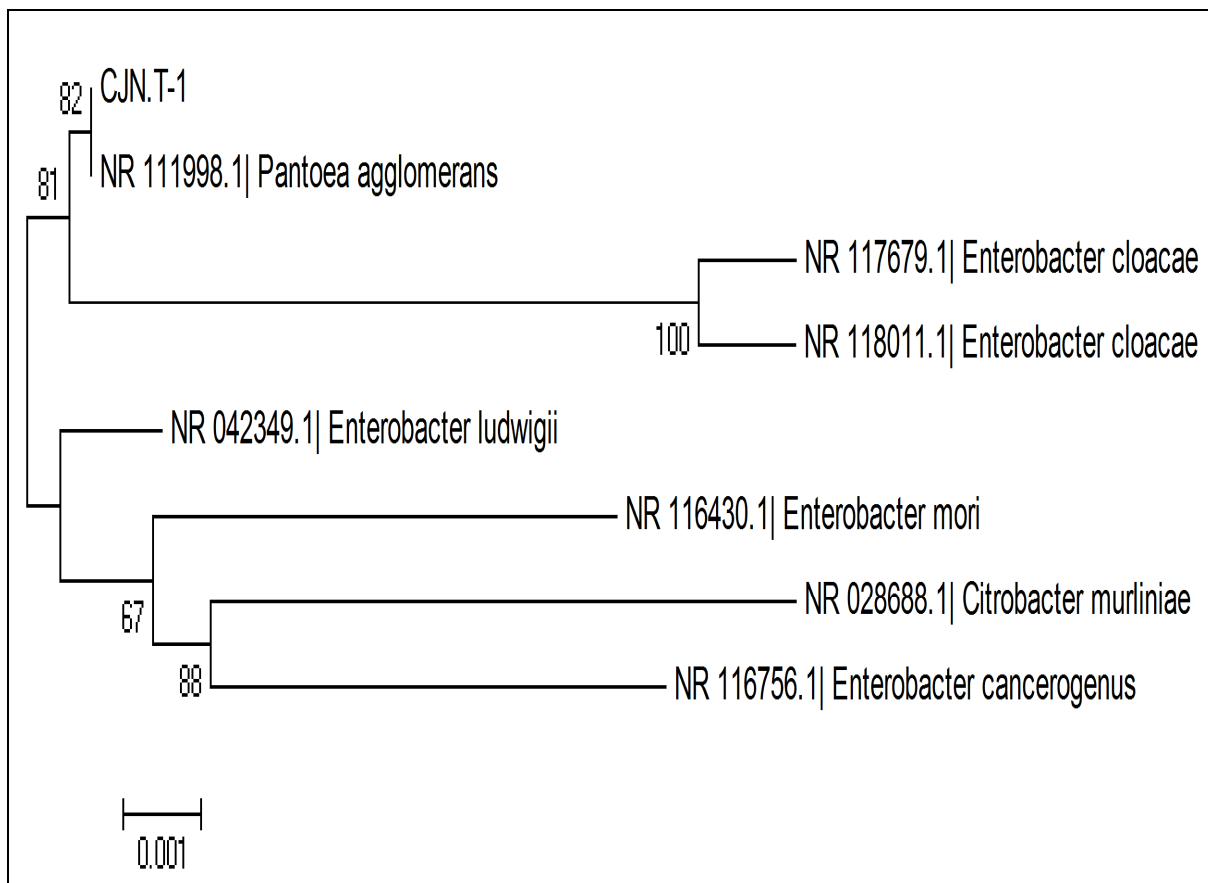 82
CJN.T-1
81
NR 111998.1| Pantoea agglomerans
NR 117679.1| Enterobacter cloacae
100
NR 118011.1| Enterobacter cloacae
NR 042349.1| Enterobacter ludwigii
NR 116430.1| Enterobacter mori
67
NR 028688.1| Citrobacter murliniae
88
NR 116756.1| Enterobacter cancerogenus
0.001